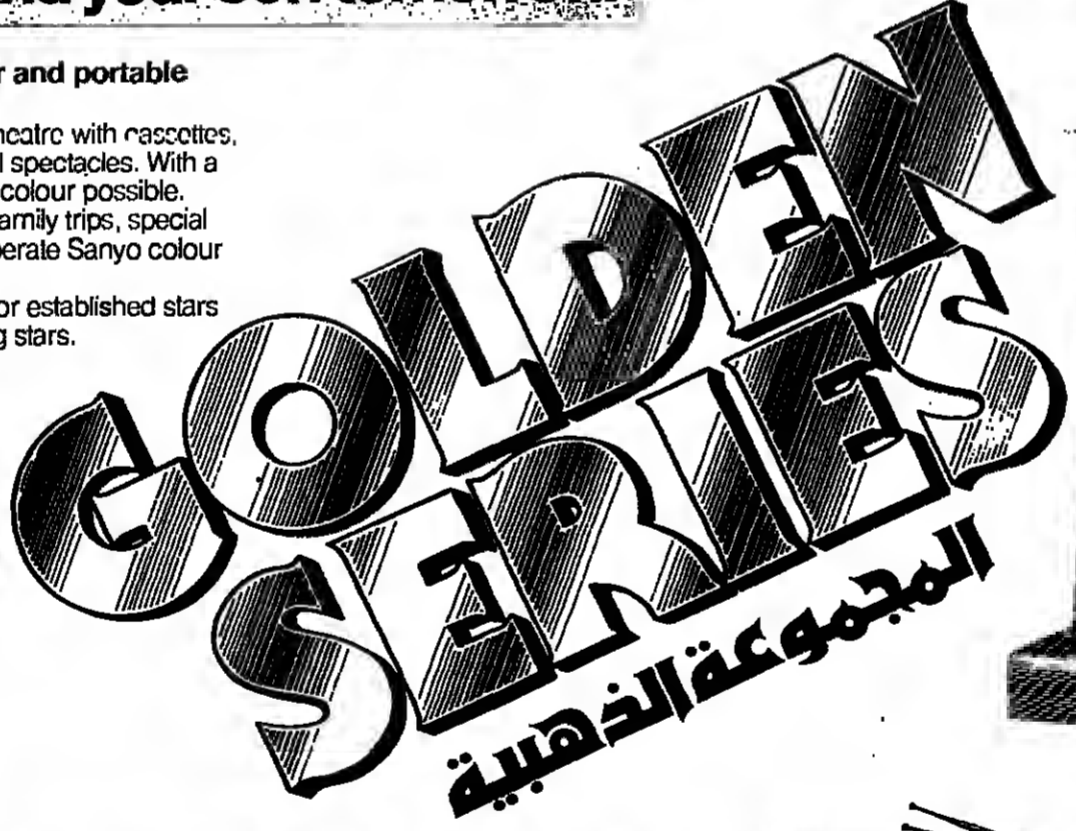 your
r and portable
heatre with cassettes,
l spectacles. With a
colour possible.
amily trips, special
perate Sanyo colour
or established stars
g stars.
GOLDEN
SERIES
المجموعة الذهبية